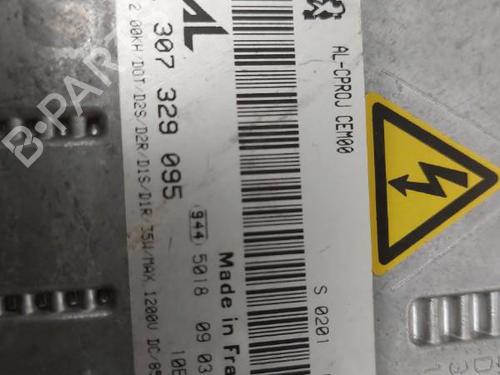 AL-CPROJ CEM00
S 0201
AL
307 329 095
944 5018 09 03
Made in Fra
10E
2.00KH/DOT/D2S/D2R/D1S/D1R/35W/MAX 1200V DC/85
B-PARTS